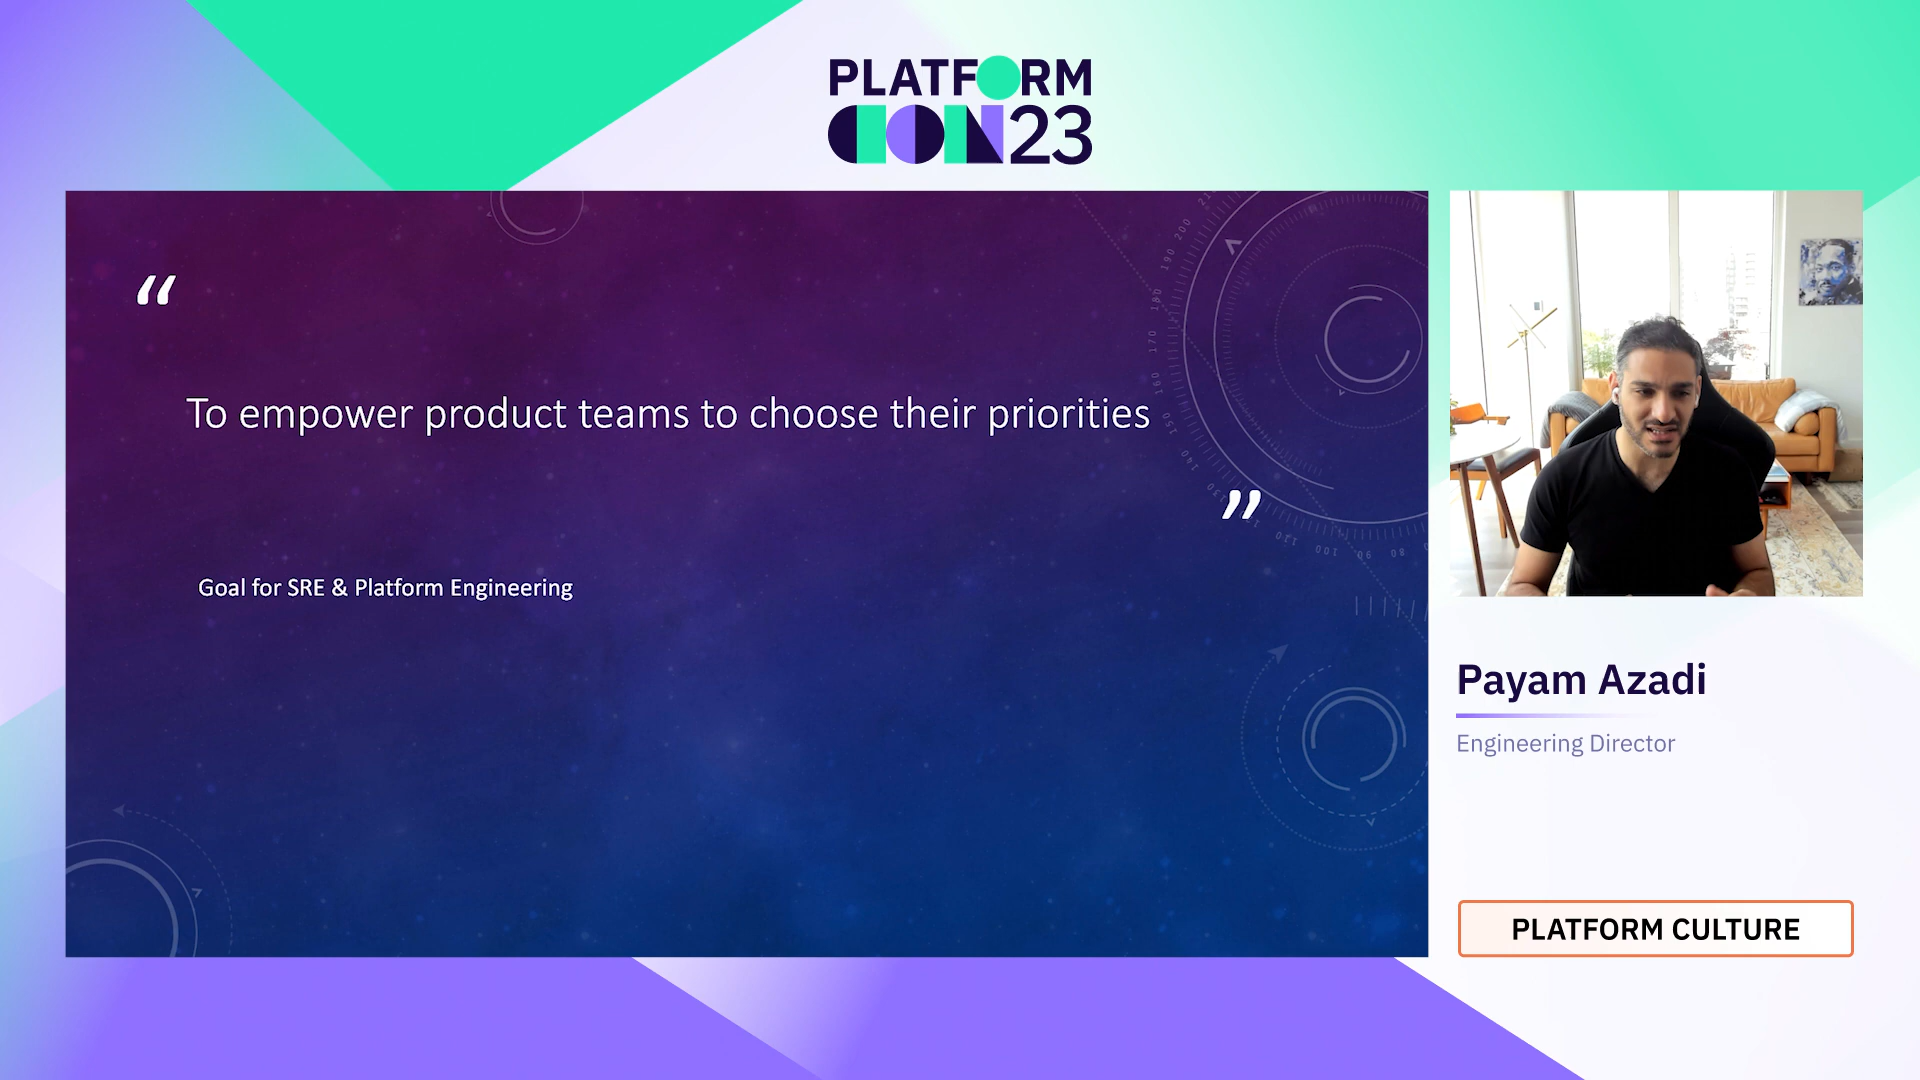 PLATFORM
CON23
“
To empower product teams to choose their priorities
”
Goal for SRE & Platform Engineering
Payam Azadi
Engineering Director
PLATFORM CULTURE